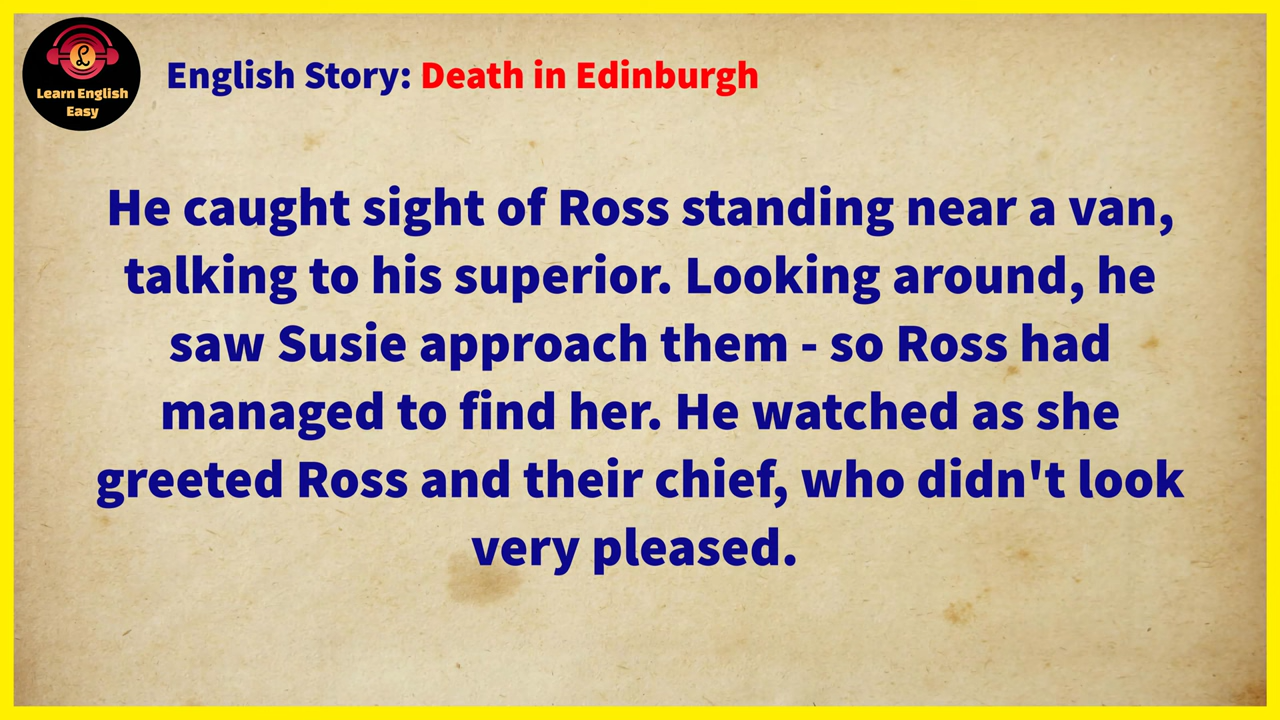 Learn English
Easy
English Story: Death in Edinburgh
He caught sight of Ross standing near a van,
talking to his superior. Looking around, he
saw Susie approach them - so Ross had
managed to find her. He watched as she
greeted Ross and their chief, who didn't look
very pleased.